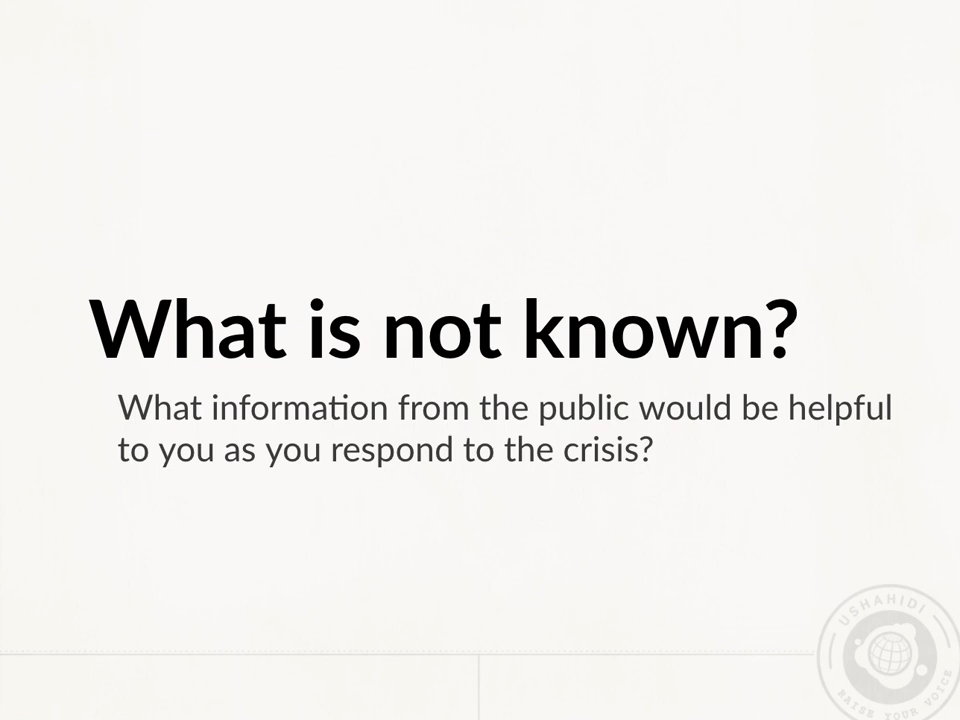 What is not known?
What information from the public would be helpful
to you as you respond to the crisis?
USHAHIDI
RAISE YOUR VOICE